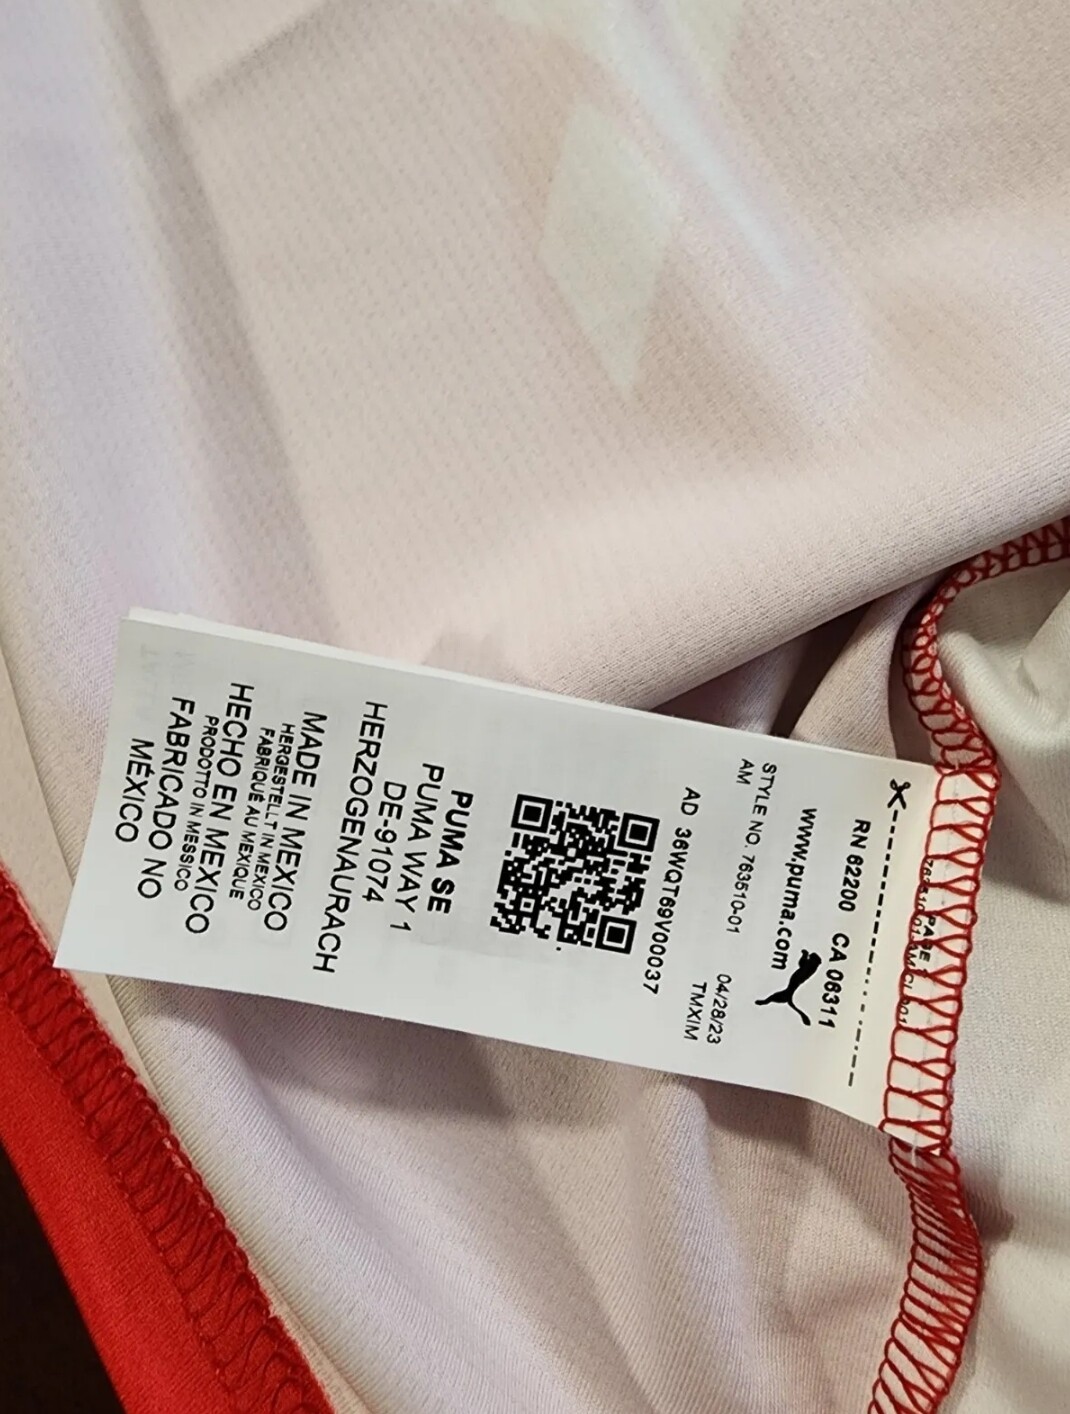 RN 62200 CA 06311
www.puma.com
STYLE NO. 763510-01 04/28/23
AM TMXIM
AD 36WQT69V00037
PUMA SE
PUMA WAY 1
DE-91074
HERZOGENAURACH
MADE IN MEXICO
HERGESTELLT IN MEXICO
FABRIQUÉ AU MEXIQUE
HECHO EN MÉXICO
PRODOTTO IN MESSICO
FABRICADO NO
MÉXICO